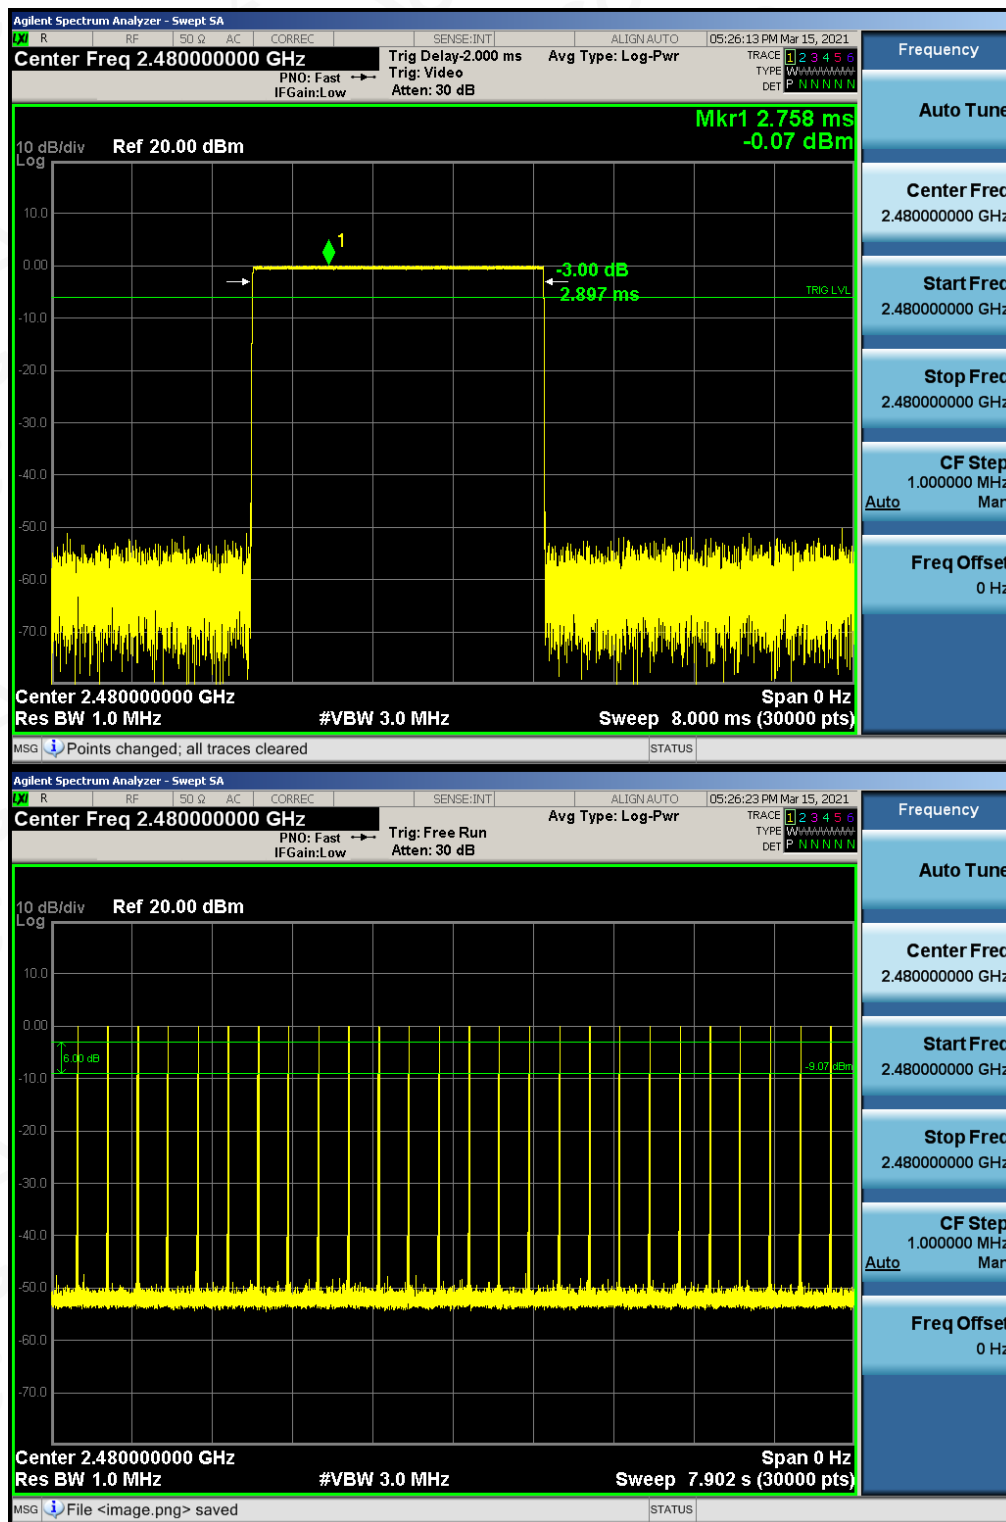 Agilent Spectrum Analyzer - Swept SA
LXI R RF 50 Ω AC CORREC SENSE:INT ALIGN AUTO 05:26:13 PM Mar 15, 2021
Center Freq 2.480000000 GHz
PNO: Fast
IFGain:Low
Trig Delay-2.000 ms
Trig: Video
Atten: 30 dB
Avg Type: Log-Pwr
TRACE 1 2 3 4 5 6
TYPE W
DET P N N N N N
Mkr1 2.758 ms
-0.07 dBm
10 dB/div
Log
Ref 20.00 dBm
10.0
0.00
-10.0
-20.0
-30.0
-40.0
-50.0
-60.0
-70.0
1
-3.00 dB
2.897 ms
TRIG LVL
Center 2.480000000 GHz
Span 0 Hz
Res BW 1.0 MHz
#VBW 3.0 MHz
Sweep 8.000 ms (30000 pts)
MSG Points changed; all traces cleared STATUS
Frequency
Auto Tune
Center Freq
2.480000000 GHz
Start Freq
2.480000000 GHz
Stop Freq
2.480000000 GHz
CF Step
1.000000 MHz
Auto Man
Freq Offset
0 Hz
Agilent Spectrum Analyzer - Swept SA
LXI R RF 50 Ω AC CORREC SENSE:INT ALIGN AUTO 05:26:23 PM Mar 15, 2021
Center Freq 2.480000000 GHz
PNO: Fast
IFGain:Low
Trig: Free Run
Atten: 30 dB
Avg Type: Log-Pwr
TRACE 1 2 3 4 5 6
TYPE W
DET P N N N N N
10 dB/div
Log
Ref 20.00 dBm
10.0
0.00
-10.0
-20.0
-30.0
-40.0
-50.0
-60.0
-70.0
6.00 dB
-9.07 dBm
Center 2.480000000 GHz
Span 0 Hz
Res BW 1.0 MHz
#VBW 3.0 MHz
Sweep 7.902 s (30000 pts)
MSG File <image.png> saved STATUS
Frequency
Auto Tune
Center Freq
2.480000000 GHz
Start Freq
2.480000000 GHz
Stop Freq
2.480000000 GHz
CF Step
1.000000 MHz
Auto Man
Freq Offset
0 Hz